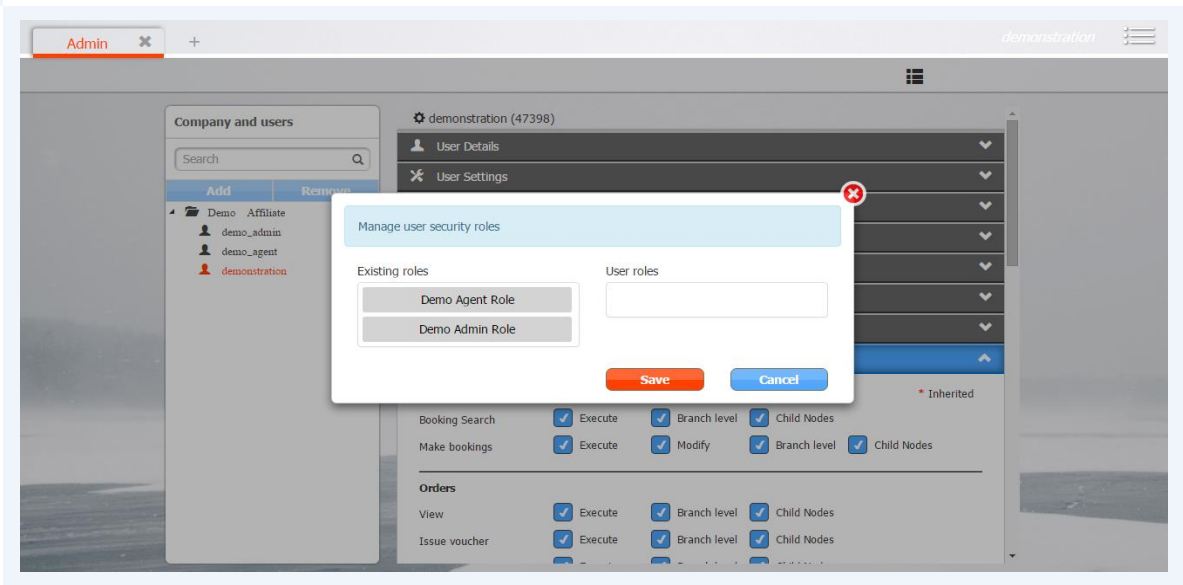 Admin
demonstration
Company and users
Search
Add Remove
Demo Affiliate
demo_admin
demo_agent
demonstration
demonstration (47398)
User Details
User Settings
Manage user security roles
Existing roles
Demo Agent Role
Demo Admin Role
User roles
Save Cancel
* Inherited
Booking Search Execute Branch level Child Nodes
Make bookings Execute Modify Branch level Child Nodes
Orders
View Execute Branch level Child Nodes
Issue voucher Execute Branch level Child Nodes